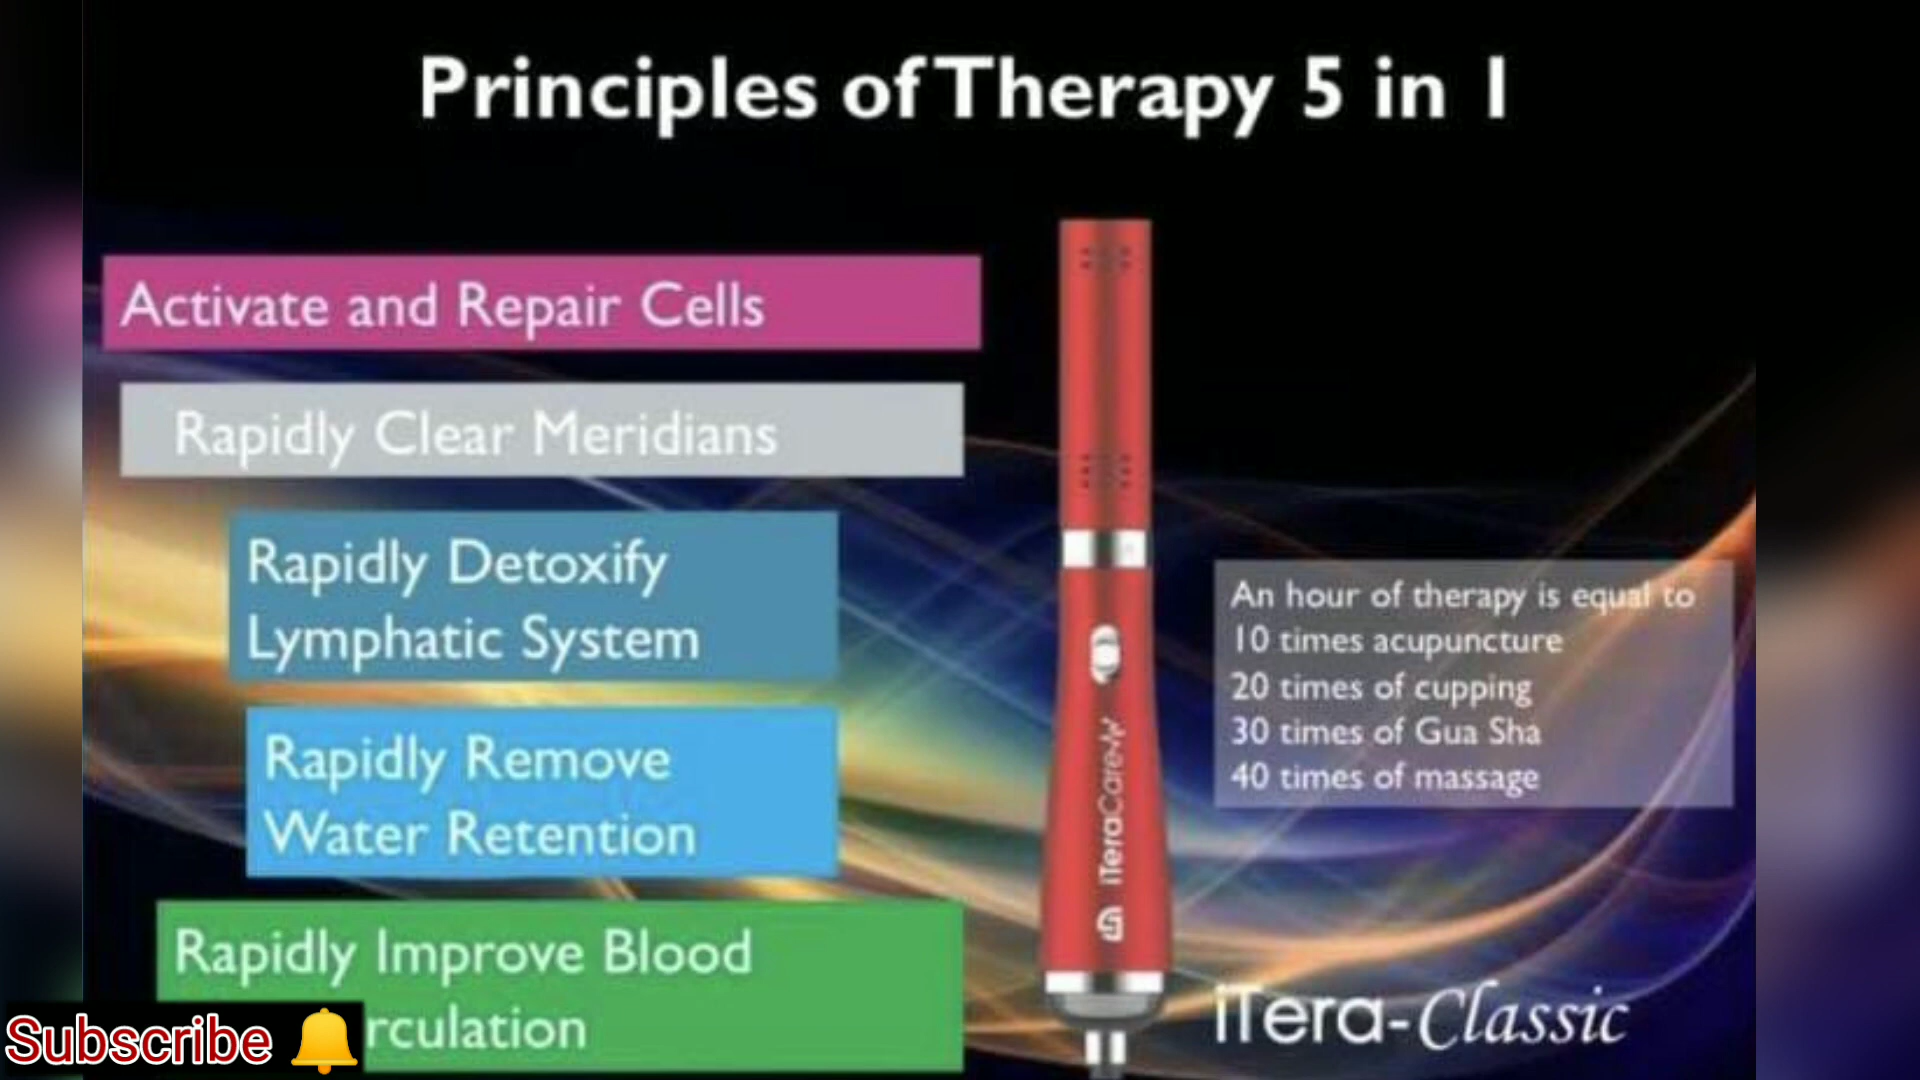 Principles of Therapy 5 in 1
Activate and Repair Cells
Rapidly Clear Meridians
Rapidly Detoxify
Lymphatic System
Rapidly Remove
Water Retention
Rapidly Improve Blood
rculation
Subscribe
iTeraCare
An hour of therapy is equal to
10 times acupuncture
20 times of cupping
30 times of Gua Sha
40 times of massage
iTera-Classic